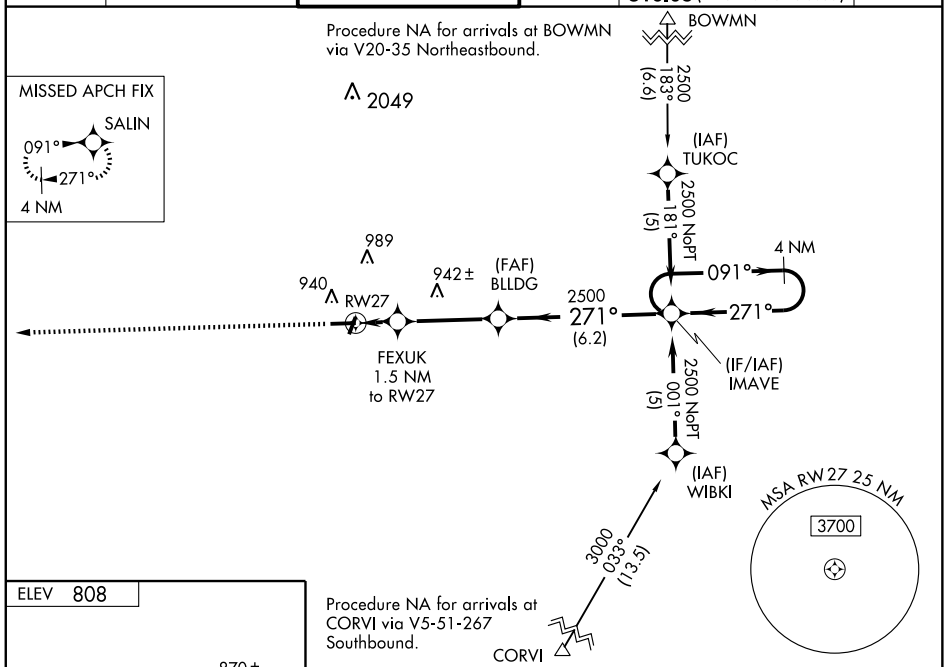 BOWMN
Procedure NA for arrivals at BOWMN
via V20-35 Northeastbound.
2500
183°
(6.6)
MISSED APCH FIX
SALIN
091°
271°
4 NM
2049
(IAF)
TUKOC
2500 NoPT
181°
(5)
4 NM
091°
271°
989
940
942±
RW27
(FAF)
BLLDG
2500
271°
(6.2)
FEXUK
1.5 NM
to RW27
(IF/IAF)
IMAVE
2500 NoPT
001°
(5)
(IAF)
WIBKI
3000
033°
(13.5)
MSA RW27 25 NM
3700
ELEV 808
Procedure NA for arrivals at
CORVI via V5-51-267
Southbound.
CORVI